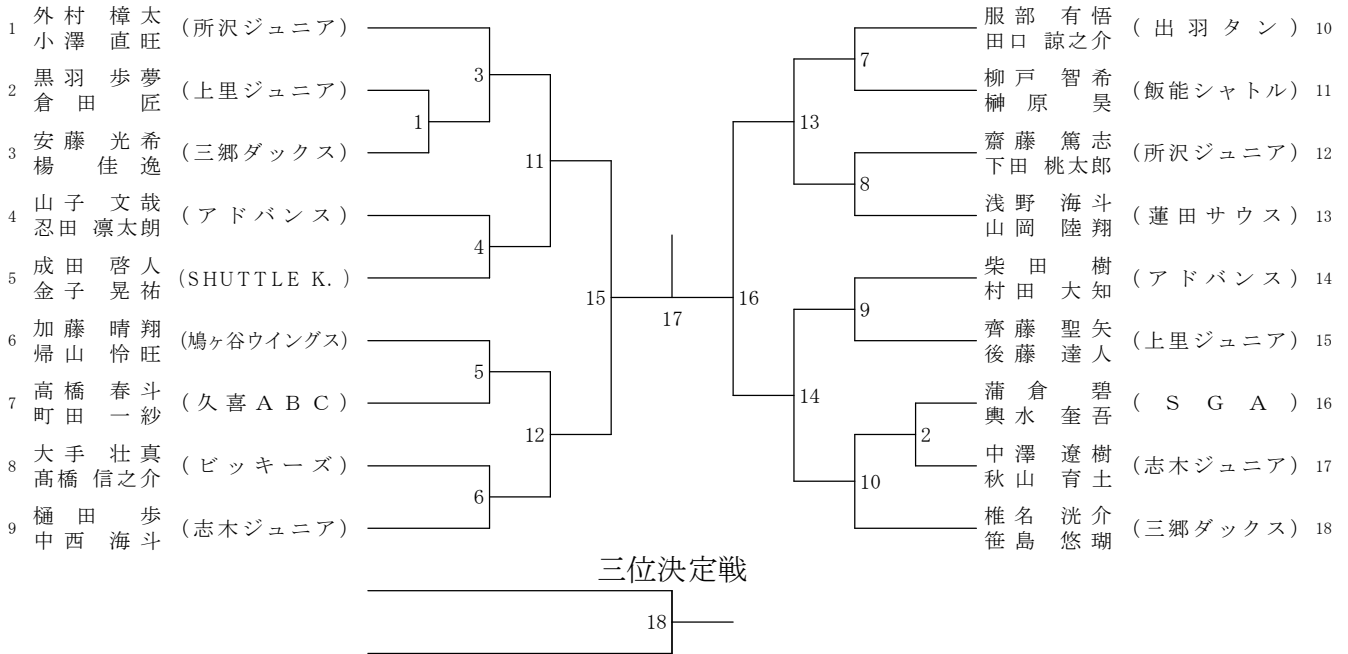 1 外村 樟太 (所沢ジュニア)
小澤 直旺
2 黒羽 歩夢 (上里ジュニア)
倉田 匠
3 安藤 光希 (三郷ダックス)
楊 佳逸
4 山子 文哉 (アドバンス)
忍田 凛太朗
5 成田 啓人 (SHUTTLE K.)
金子 晃祐
6 加藤 晴翔 (鳩ヶ谷ウイングス)
帰山 怜旺
7 高橋 春斗 (久喜ABC)
町田 一紗
8 大手 壮真 (ビッキーズ)
髙橋 信之介
9 樋田 歩 (志木ジュニア)
中西 海斗
3
1
11
4
15
5
12
6
17
16
13
7
8
14
9
2
10
服部 有悟 (出羽タン) 10
田口 諒之介
柳戸 智希 (飯能シャトル) 11
榊原 昊
齋藤 篤志 (所沢ジュニア) 12
下田 桃太郎
浅野 海斗 (蓮田サウス) 13
山岡 陸翔
柴田 樹 (アドバンス) 14
村田 大知
齊藤 聖矢 (上里ジュニア) 15
後藤 達人
蒲倉 碧 (SGA) 16
輿水 奎吾
中澤 遼樹 (志木ジュニア) 17
秋山 育土
椎名 洸介 (三郷ダックス) 18
笹島 悠瑚
三位決定戦
18